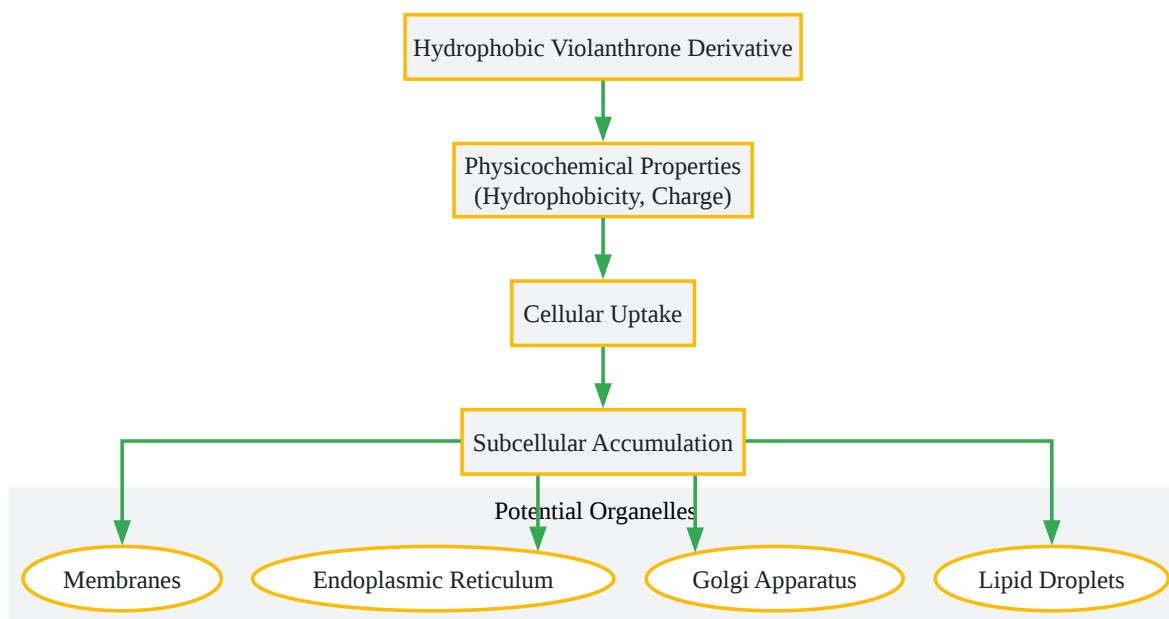 Hydrophobic Violanthrone Derivative
Physicochemical Properties
(Hydrophobicity, Charge)
Cellular Uptake
Subcellular Accumulation
Potential Organelles
Membranes
Endoplasmic Reticulum
Golgi Apparatus
Lipid Droplets